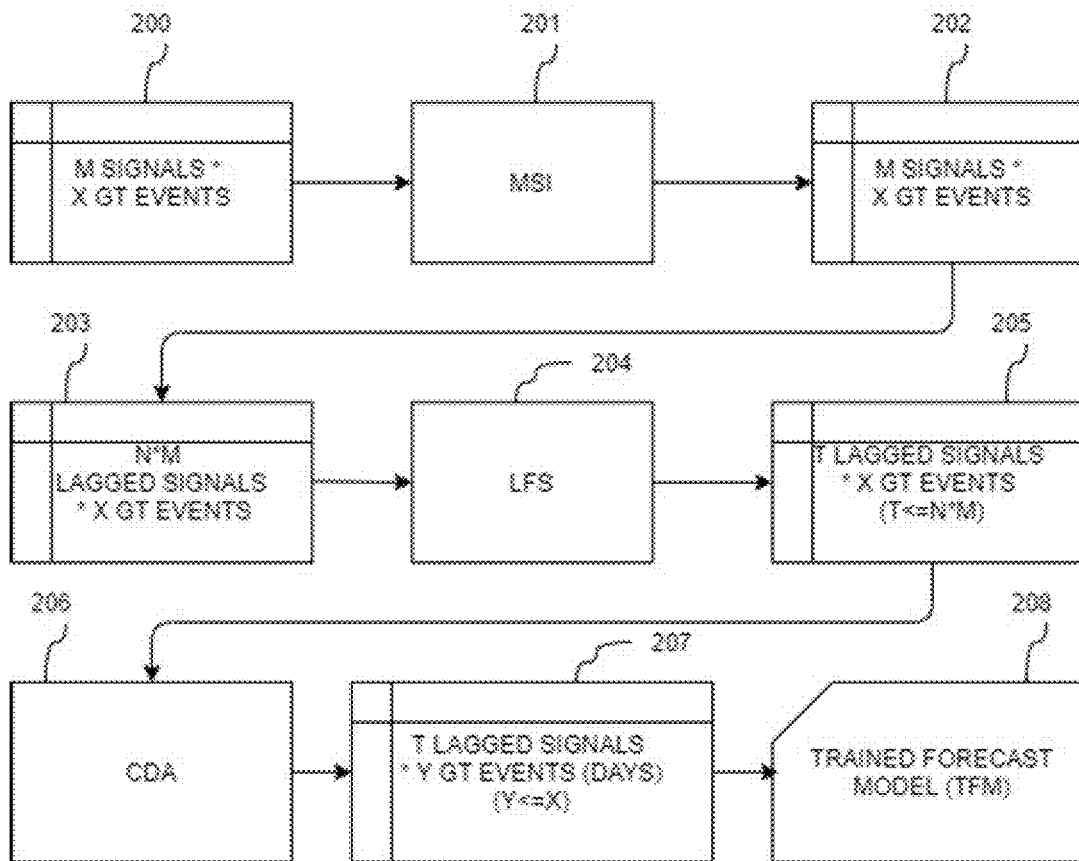 200
201
202
M SIGNALS *
X GT EVENTS
MSI
M SIGNALS *
X GT EVENTS
203
204
205
N*M
LAGGED SIGNALS
* X GT EVENTS
LFS
T LAGGED SIGNALS
* X GT EVENTS
(T<=N*M)
206
207
208
CDA
T LAGGED SIGNALS
* Y GT EVENTS (DAYS)
(Y<=X)
TRAINED FORECAST
MODEL (TFM)